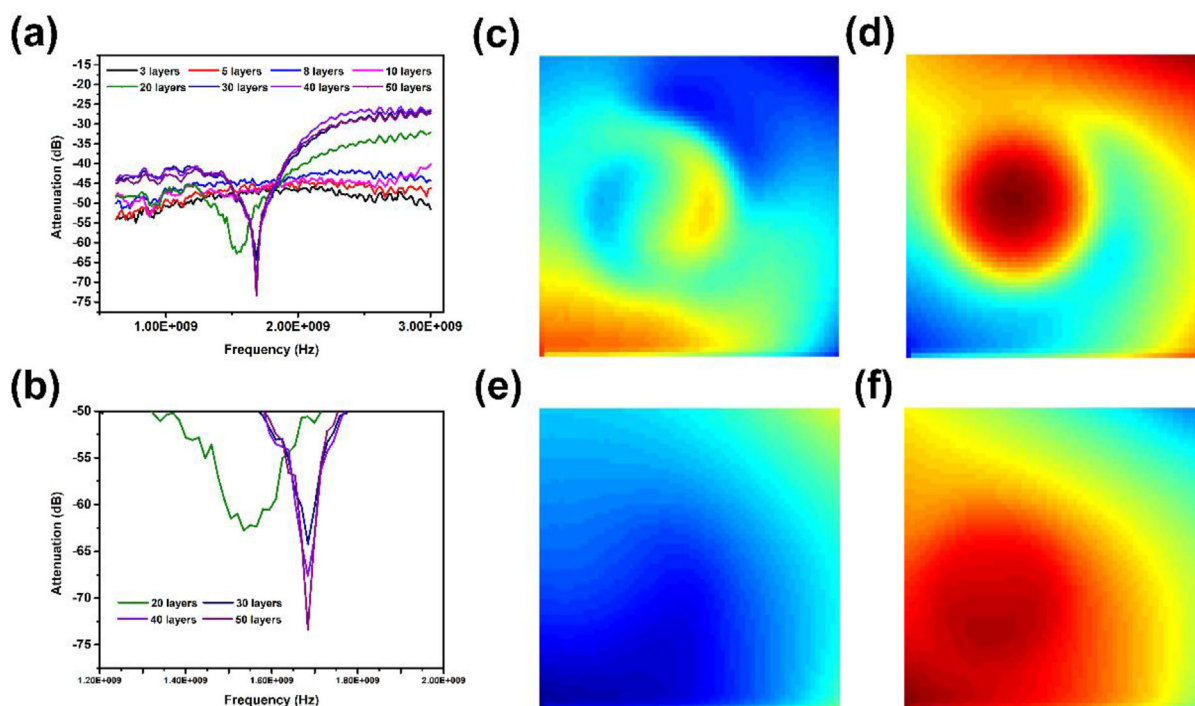 (a)
-15
-20
-25
-30
-35
-40
-45
-50
-55
-60
-65
-70
-75
Attenuation (dB)
3 layers 5 layers 8 layers 10 layers
20 layers 30 layers 40 layers 50 layers
1.00E+009 2.00E+009 3.00E+009
Frequency (Hz)
(c)
(d)
(b)
-50
-55
-60
-65
-70
-75
Attenuation (dB)
20 layers 30 layers
40 layers 50 layers
1.20E+009 1.40E+009 1.60E+009 1.80E+009 2.00E+009
Frequency (Hz)
(e)
(f)